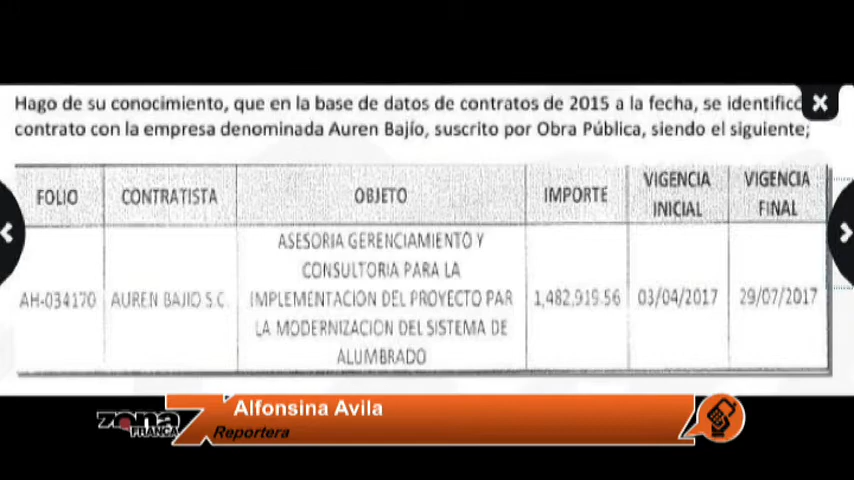 Hago de su conocimiento, que en la base de datos de contratos de 2015 a la fecha, se identificó
contrato con la empresa denominada Auren Bajío, suscrito por Obra Pública, siendo el siguiente;
FOLIO
CONTRATISTA
OBJETO
IMPORTE
VIGENCIA
INICIAL
VIGENCIA
FINAL
AH-034170
AUREN BAJIO S.C.
ASESORIA GERENCIAMIENTO Y
CONSULTORIA PARA LA
IMPLEMENTACION DEL PROYECTO PAR
LA MODERNIZACION DEL SISTEMA DE
ALUMBRADO
1,482,919.56
03/04/2017
29/07/2017
Alfonsina Avila
Reportera
zona
FRANCA